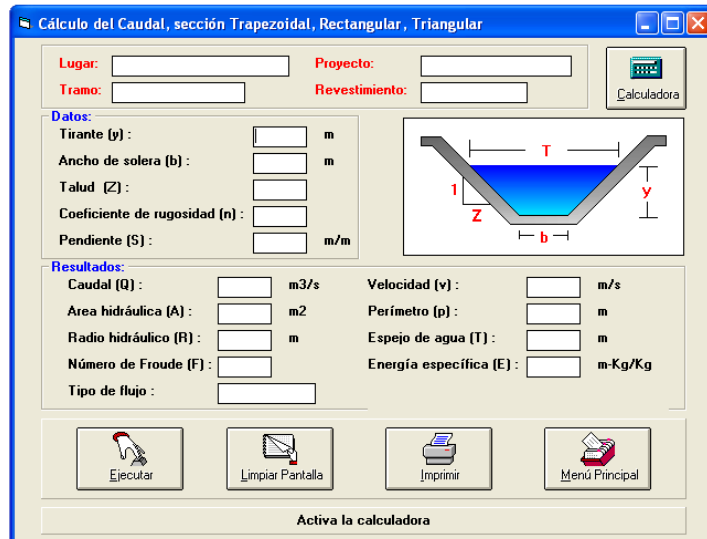 Cálculo del Caudal, sección Trapezoidal, Rectangular, Triangular
Lugar:
Proyecto:
Tramo:
Revestimiento:
Calculadora
Datos:
Tirante (y) : m
Ancho de solera (b) : m
Talud (Z) :
Coeficiente de rugosidad (n) :
Pendiente (S) : m/m
T
1
Z
y
b
Resultados:
Caudal (Q) : m3/s
Velocidad (v) : m/s
Area hidráulica (A) : m2
Perímetro (p) : m
Radio hidráulico (R) : m
Espejo de agua (T) : m
Número de Froude (F) :
Energía específica (E) : m-Kg/Kg
Tipo de flujo :
Ejecutar
Limpiar Pantalla
Imprimir
Menú Principal
Activa la calculadora